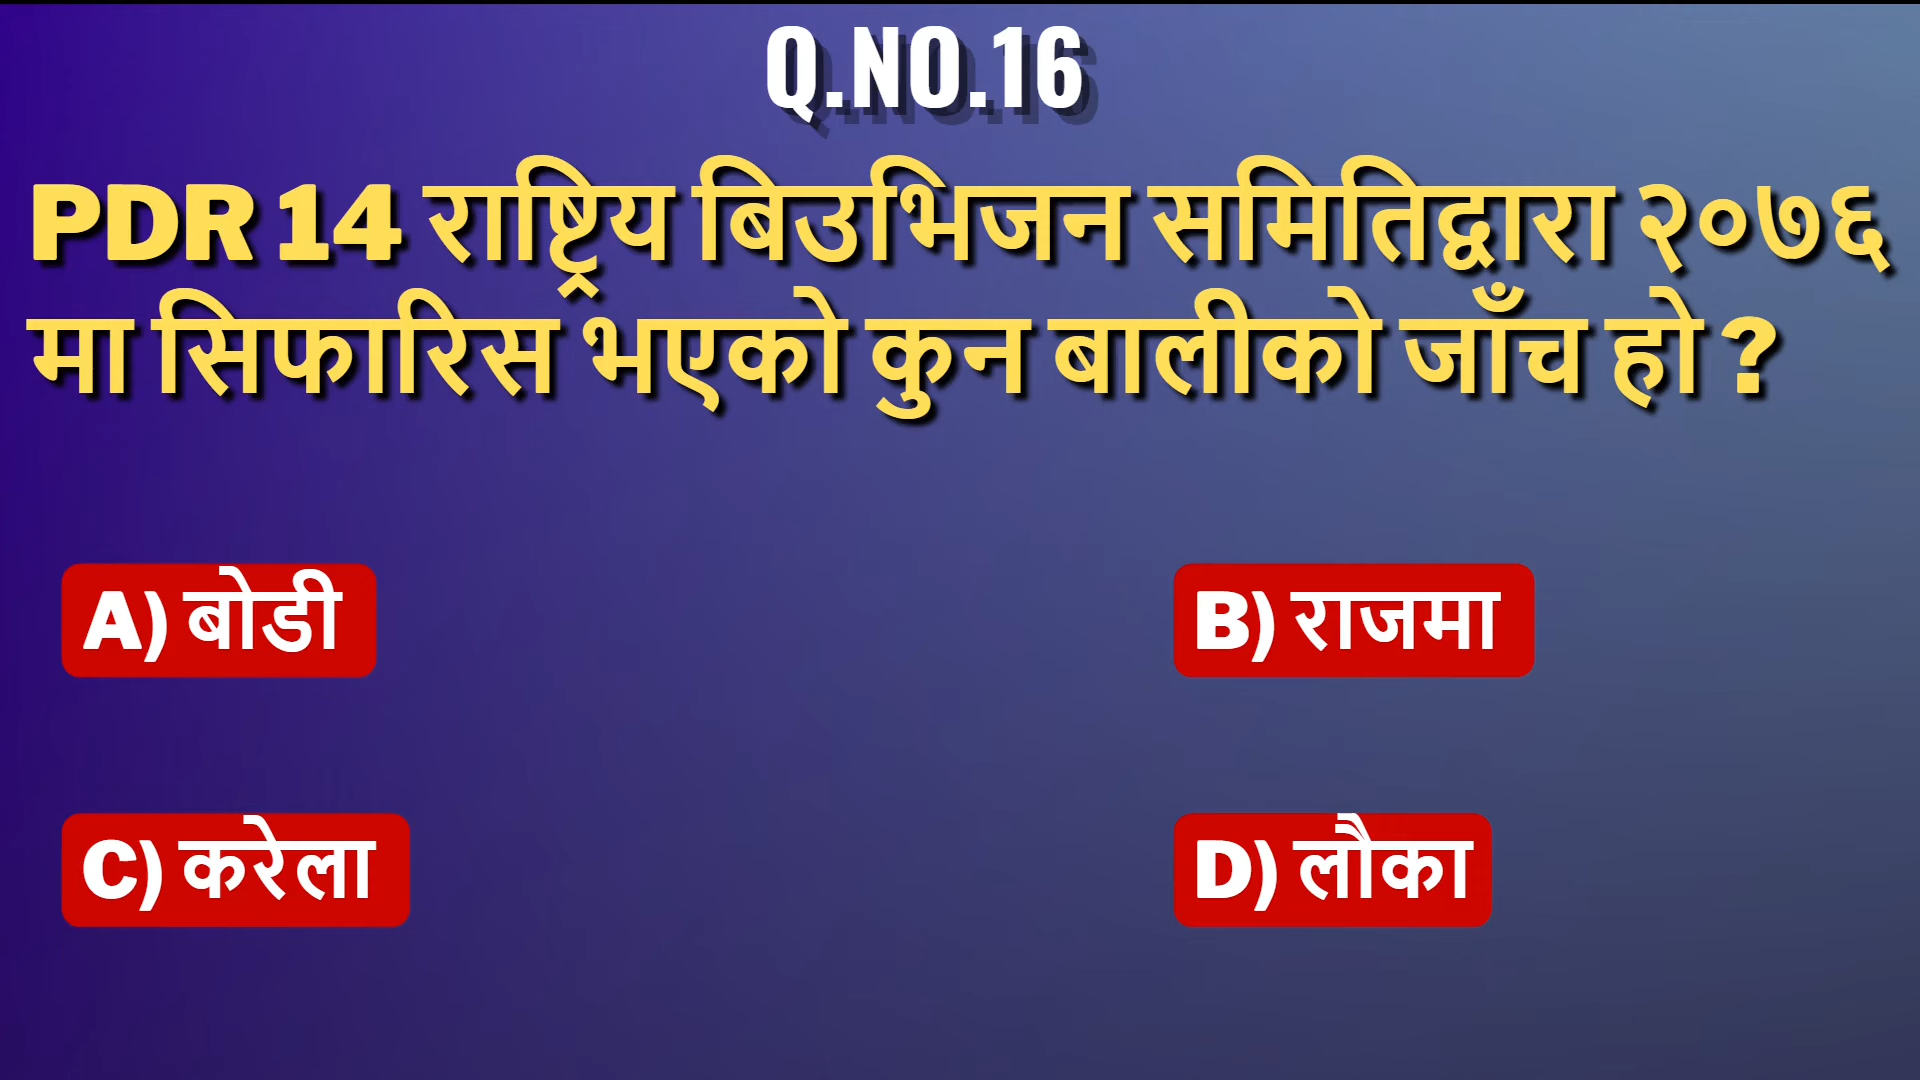 Q.NO.16
PDR 14 राष्ट्रिय बिउभिजन समितिद्वारा २०७६
मा सिफारिस भएको कुन बालीको जाँच हो ?
A) बोडी
B) राजमा
C) करेला
D) लौका